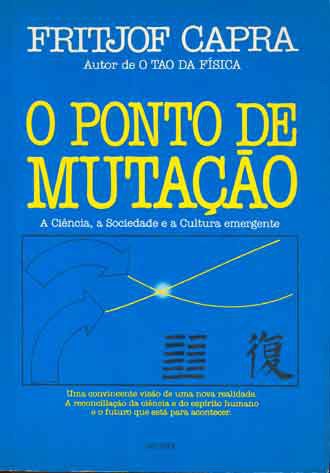 FRITJOF CAPRA
Autor de O TAO DA FÍSICA
O PONTO DE
MUTAÇÃO
A Ciência, a Sociedade e a Cultura emergente
復
Uma convincente visão de uma nova realidade.
A reconciliação da ciência e do espírito humano
e o futuro que está para acontecer.